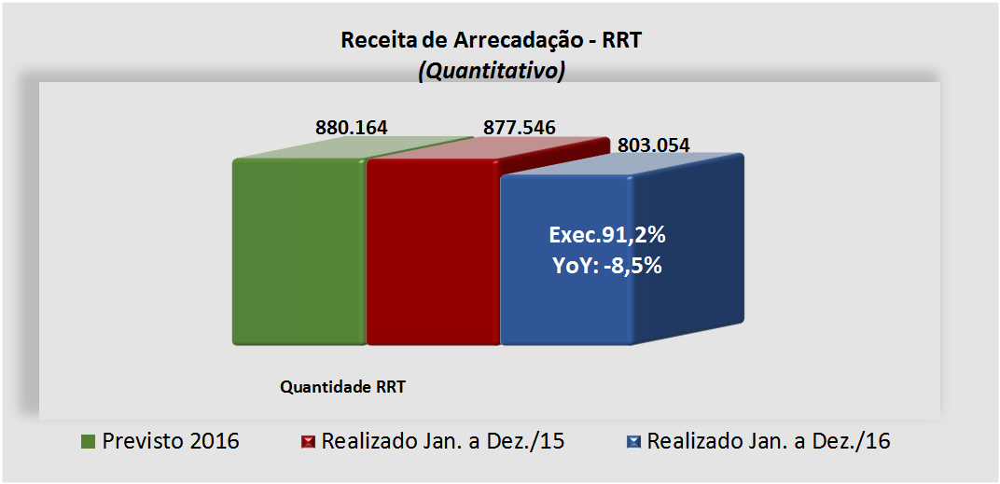 Receita de Arrecadação - RRT
(Quantitativo)
880.164
877.546
803.054
Exec.91,2%
YoY: -8,5%
Quantidade RRT
Previsto 2016
Realizado Jan. a Dez./15
Realizado Jan. a Dez./16